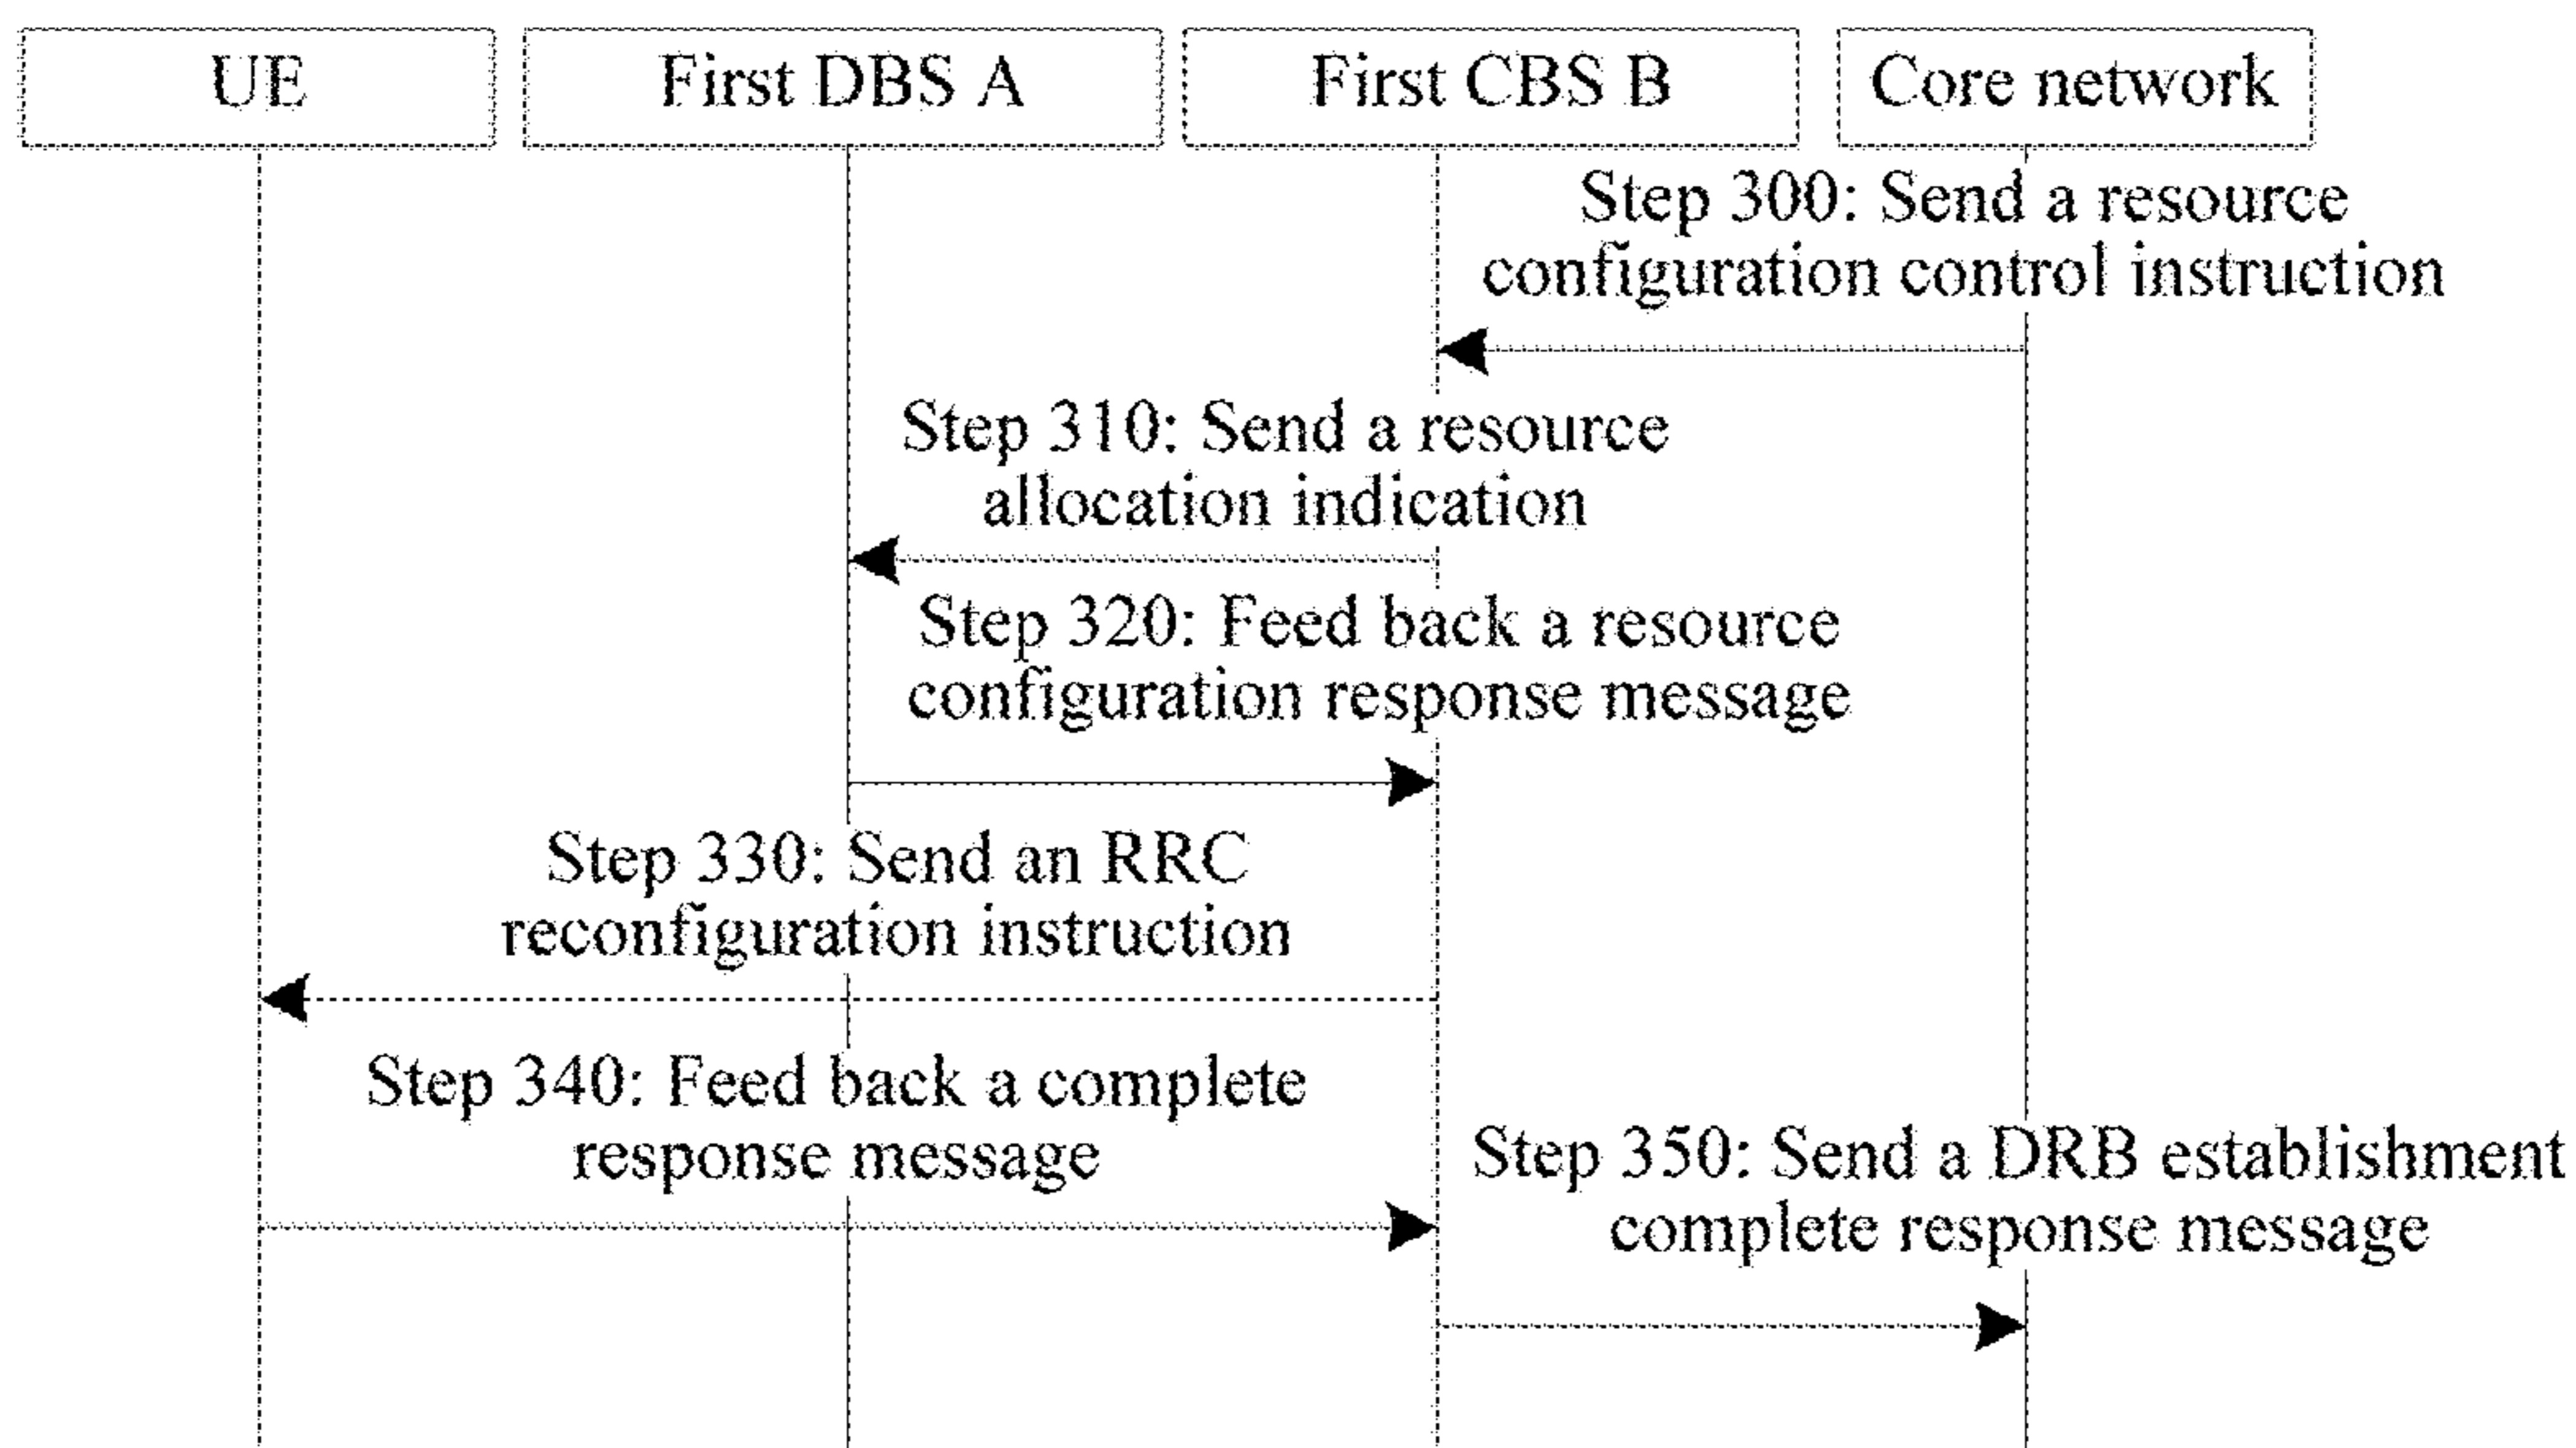 UE
First DBS A
First CBS B
Core network
Step 300: Send a resource
configuration control instruction
Step 310: Send a resource
allocation indication
Step 320: Feed back a resource
configuration response message
Step 330: Send an RRC
reconfiguration instruction
Step 340: Feed back a complete
response message
Step 350: Send a DRB establishment
complete response message